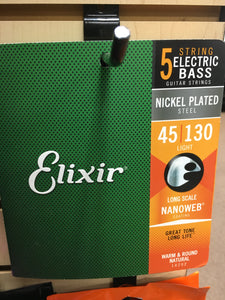 5 STRING
ELECTRIC
BASS
GUITAR STRINGS
NICKEL PLATED
STEEL
45|130
LIGHT
Elixir
LONG SCALE
NANOWEB
COATING
GREAT TONE
LONG LIFE
WARM & ROUND
NATURAL